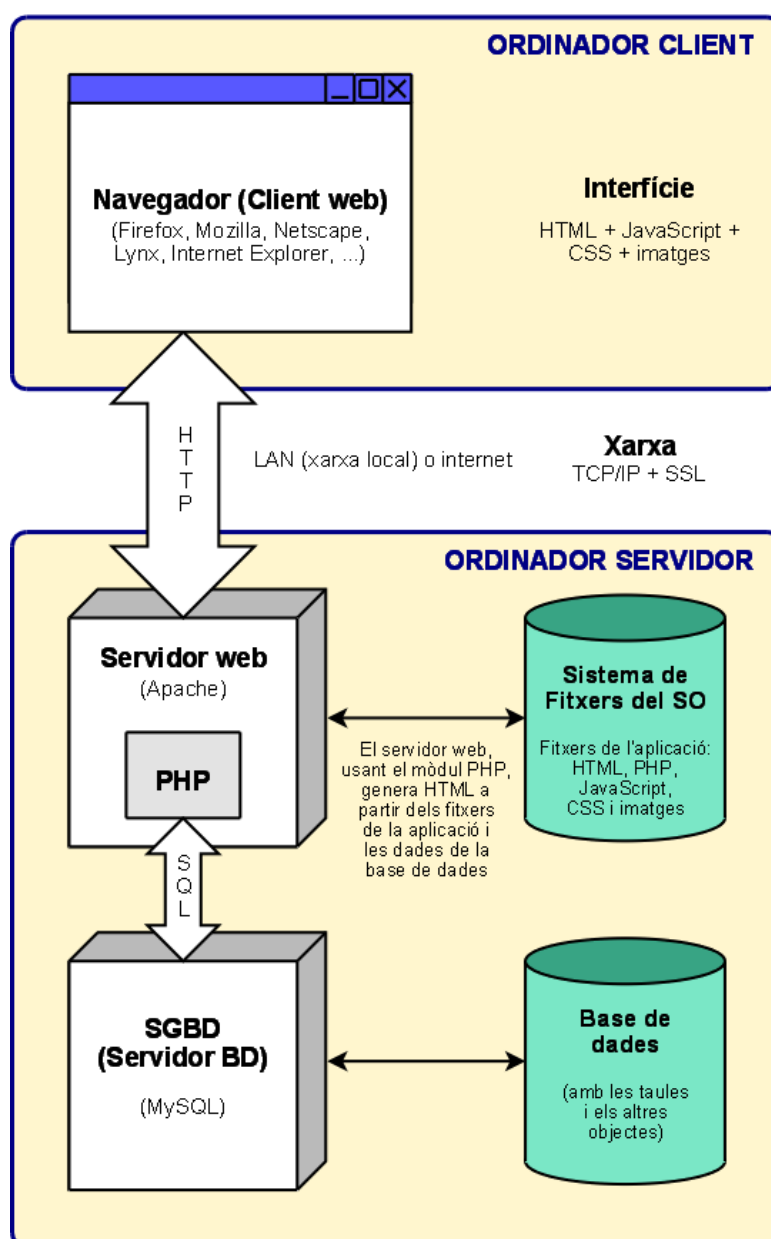 ORDINADOR CLIENT
Navegador (Client web)
(Firefox, Mozilla, Netscape,
Lynx, Internet Explorer, ...)
Interfície
HTML + JavaScript +
CSS + imatges
HTTP
LAN (xarxa local) o internet
Xarxa
TCP/IP + SSL
ORDINADOR SERVIDOR
Servidor web
(Apache)
PHP
El servidor web,
usant el mòdul PHP,
genera HTML a
partir dels fitxers
de la aplicació i
les dades de la
base de dades
Sistema de
Fitxers del SO
Fitxers de l'aplicació:
HTML, PHP,
JavaScript,
CSS i imatges
SQL
SGBD
(Servidor BD)
(MySQL)
Base de
dades
(amb les taules
i els altres
objectes)